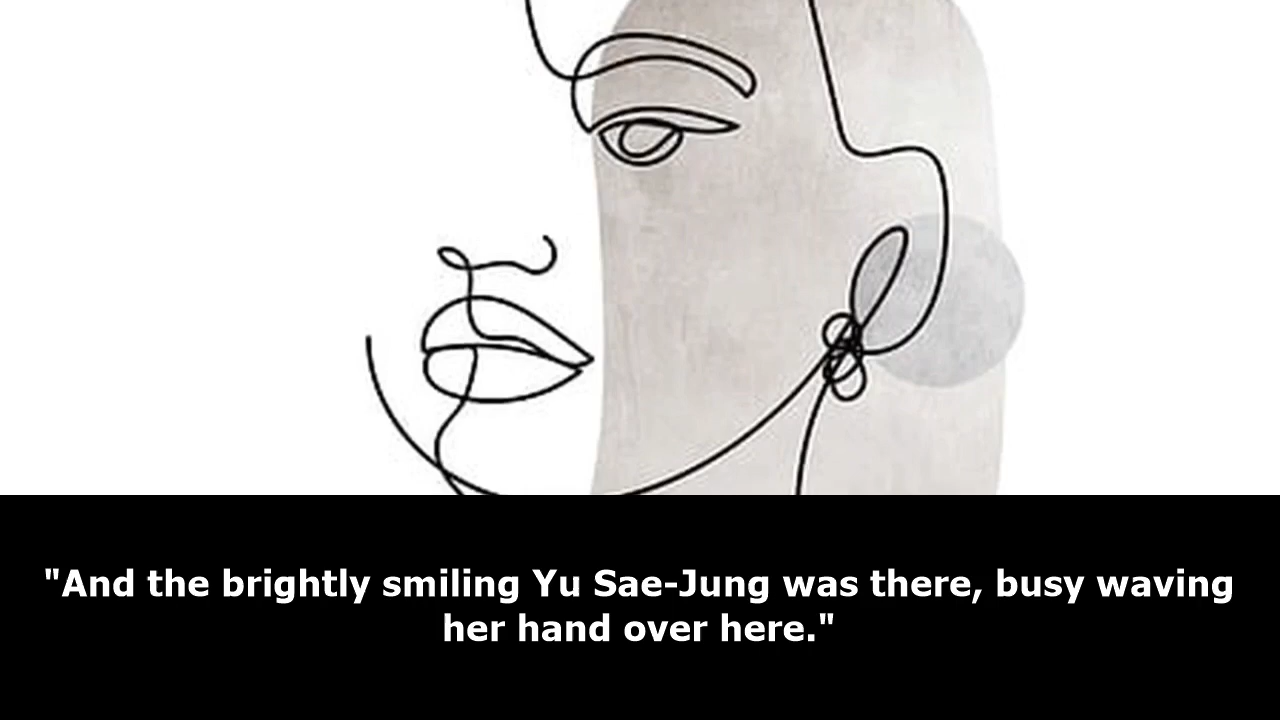 "And the brightly smiling Yu Sae-Jung was there, busy waving
her hand over here."